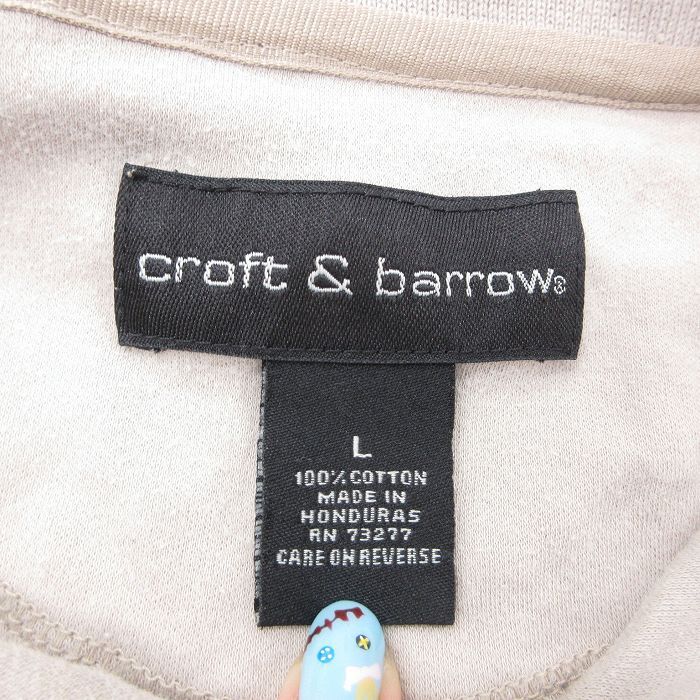 croft & barrow®
L
100% COTTON
MADE IN
HONDURAS
RN 73277
CARE ON REVERSE